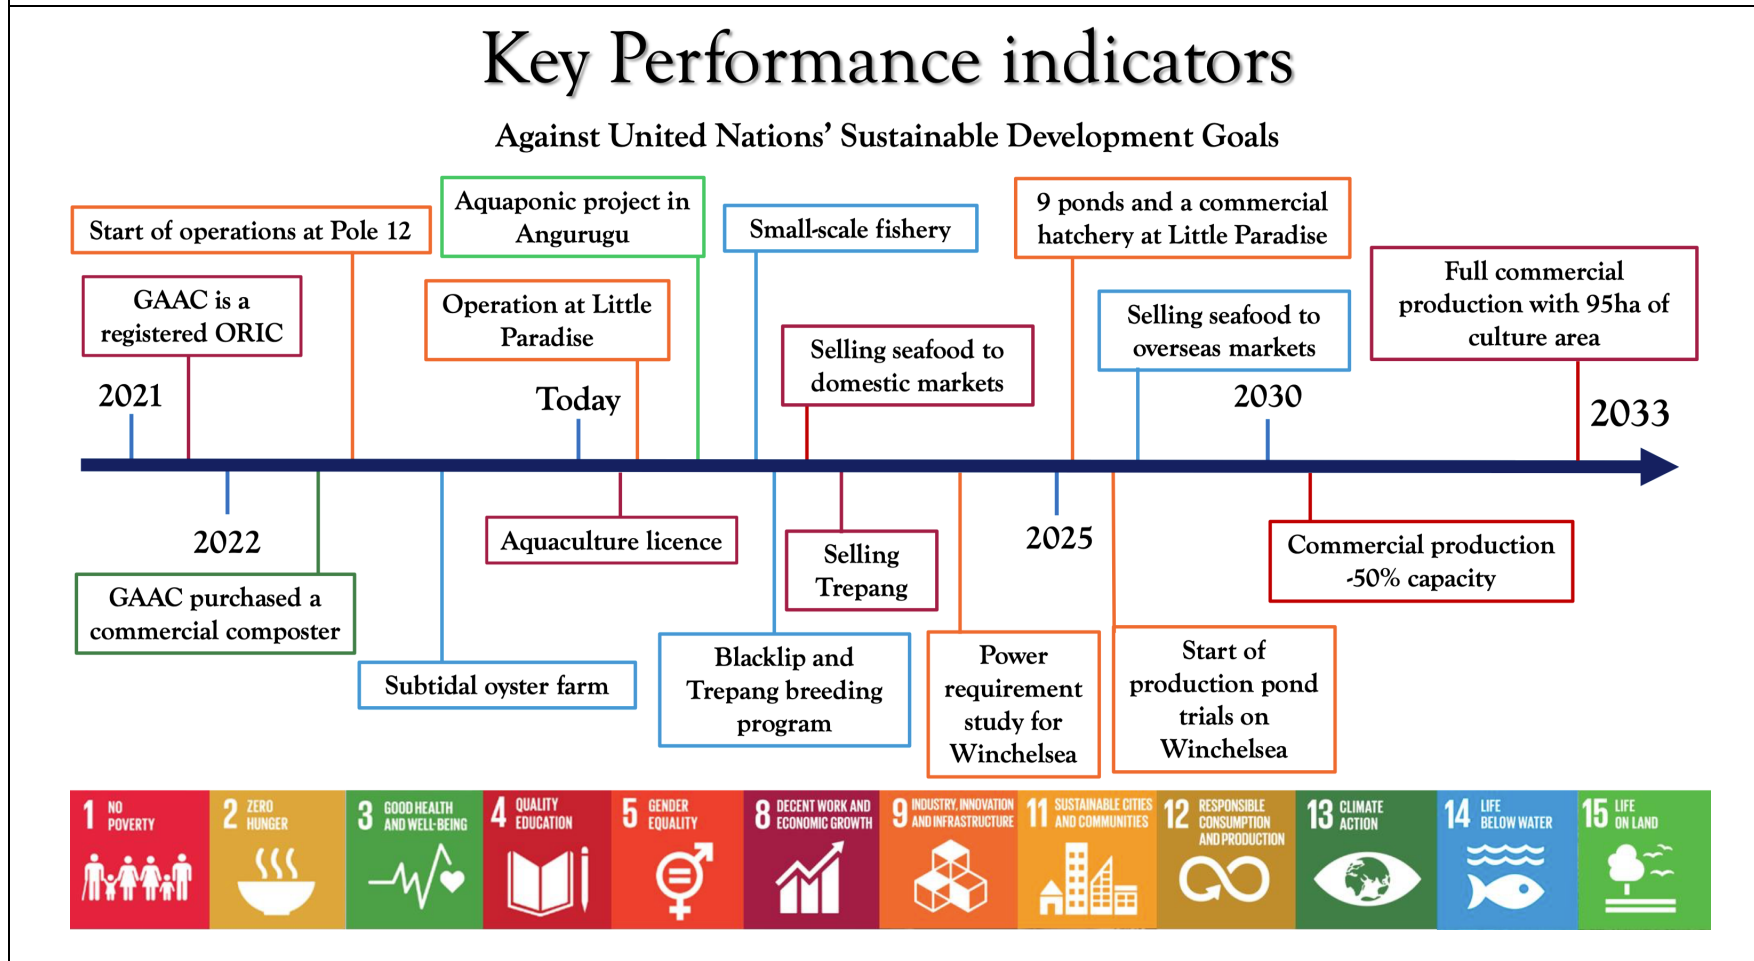 Key Performance indicators
Against United Nations’ Sustainable Development Goals
Start of operations at Pole 12
Aquaponic project in
Angurugu
Small-scale fishery
9 ponds and a commercial
hatchery at Little Paradise
GAAC is a
registered ORIC
Operation at Little
Paradise
Selling seafood to
domestic markets
Selling seafood to
overseas markets
Full commercial
production with 95ha of
culture area
2021
Today
2030
2033
2022
Aquaculture licence
2025
GAAC purchased a
commercial composter
Subtidal oyster farm
Blacklip and
Trepang breeding
program
Selling
Trepang
Power
requirement
study for
Winchelsea
Start of
production pond
trials on
Winchelsea
Commercial production
-50% capacity
1 NO
POVERTY
2 ZERO
HUNGER
3 GOOD HEALTH
AND WELL-BEING
4 QUALITY
EDUCATION
5 GENDER
EQUALITY
8 DECENT WORK AND
ECONOMIC GROWTH
9 INDUSTRY, INNOVATION
AND INFRASTRUCTURE
11 SUSTAINABLE CITIES
AND COMMUNITIES
12 RESPONSIBLE
CONSUMPTION
AND PRODUCTION
13 CLIMATE
ACTION
14 LIFE
BELOW WATER
15 LIFE
ON LAND